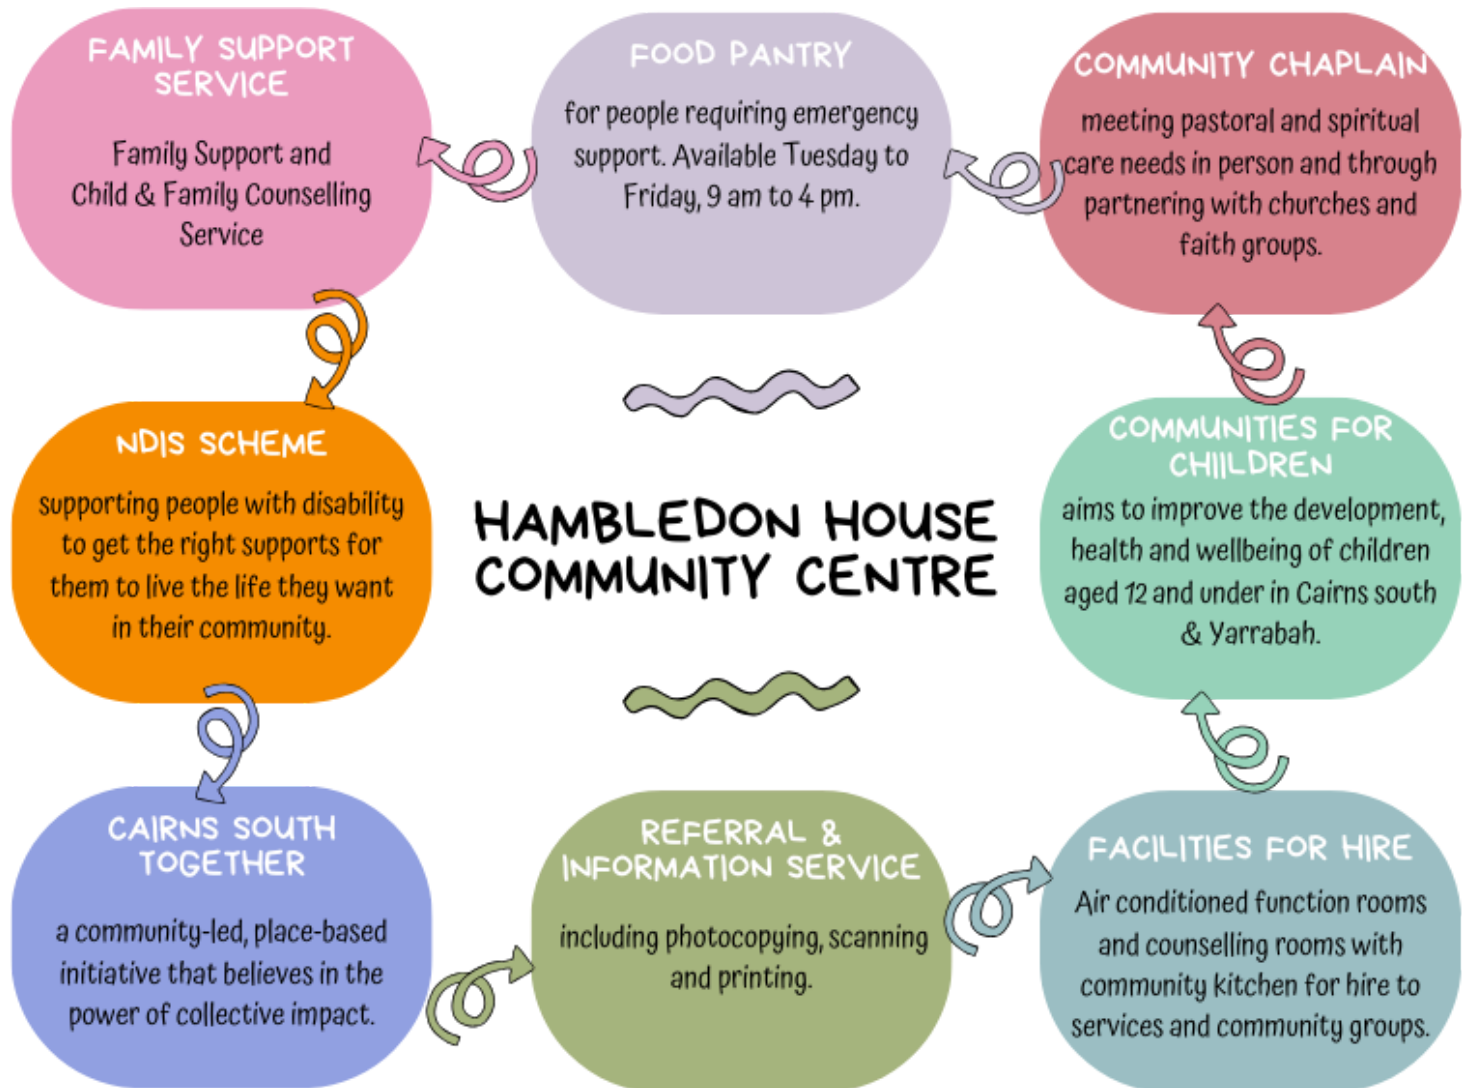 FAMILY SUPPORT
SERVICE
Family Support and
Child & Family Counselling
Service
FOOD PANTRY
for people requiring emergency
support. Available Tuesday to
Friday, 9 am to 4 pm.
COMMUNITY CHAPLAIN
meeting pastoral and spiritual
care needs in person and through
partnering with churches and
faith groups.
NDIS SCHEME
supporting people with disability
to get the right supports for
them to live the life they want
in their community.
HAMBLEDON HOUSE
COMMUNITY CENTRE
COMMUNITIES FOR
CHIILDREN
aims to improve the development,
health and wellbeing of children
aged 12 and under in Cairns south
& Yarrabah.
CAIRNS SOUTH
TOGETHER
a community-led, place-based
initiative that believes in the
power of collective impact.
REFERRAL &
INFORMATION SERVICE
including photocopying, scanning
and printing.
FACILITIES FOR HIRE
Air conditioned function rooms
and counselling rooms with
community kitchen for hire to
services and community groups.